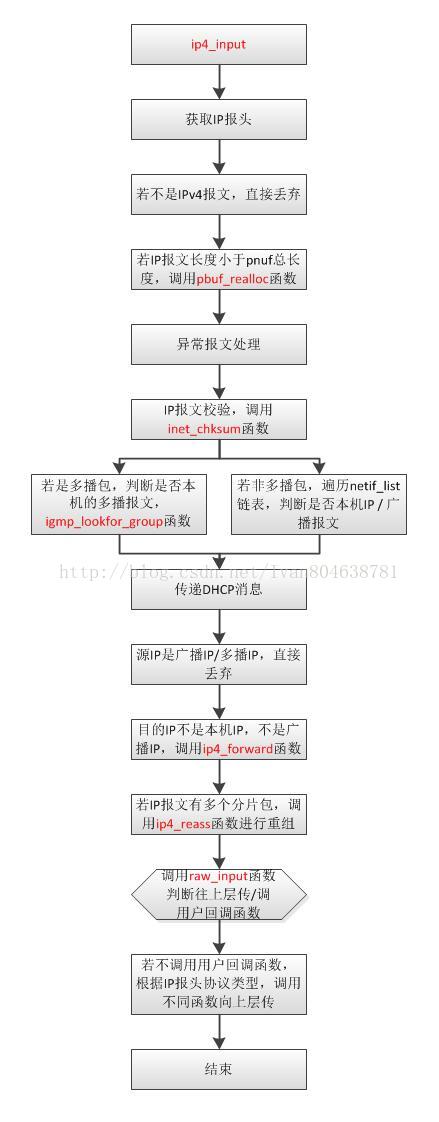 ip4_input
获取IP报头
若不是IPv4报文，直接丢弃
若IP报文长度小于pnuf总长
度，调用pbuf_realloc函数
异常报文处理
IP报文校验，调用
inet_chksum函数
若是多播包，判断是否本
机的多播报文，
igmp_lookfor_group函数
若非多播包，遍历netif_list
链表，判断是否本机IP / 广
播报文
http://blog.csdn.net/Ivan804638781
传递DHCP消息
源IP是广播IP/多播IP，直接
丢弃
目的IP不是本机IP，不是广
播IP，调用ip4_forward函数
若IP报文有多个分片包，调
用ip4_reass函数进行重组
调用raw_input函数
判断往上层传/调
用户回调函数
若不调用用户回调函数，
根据IP报头协议类型，调用
不同函数向上层传
结束